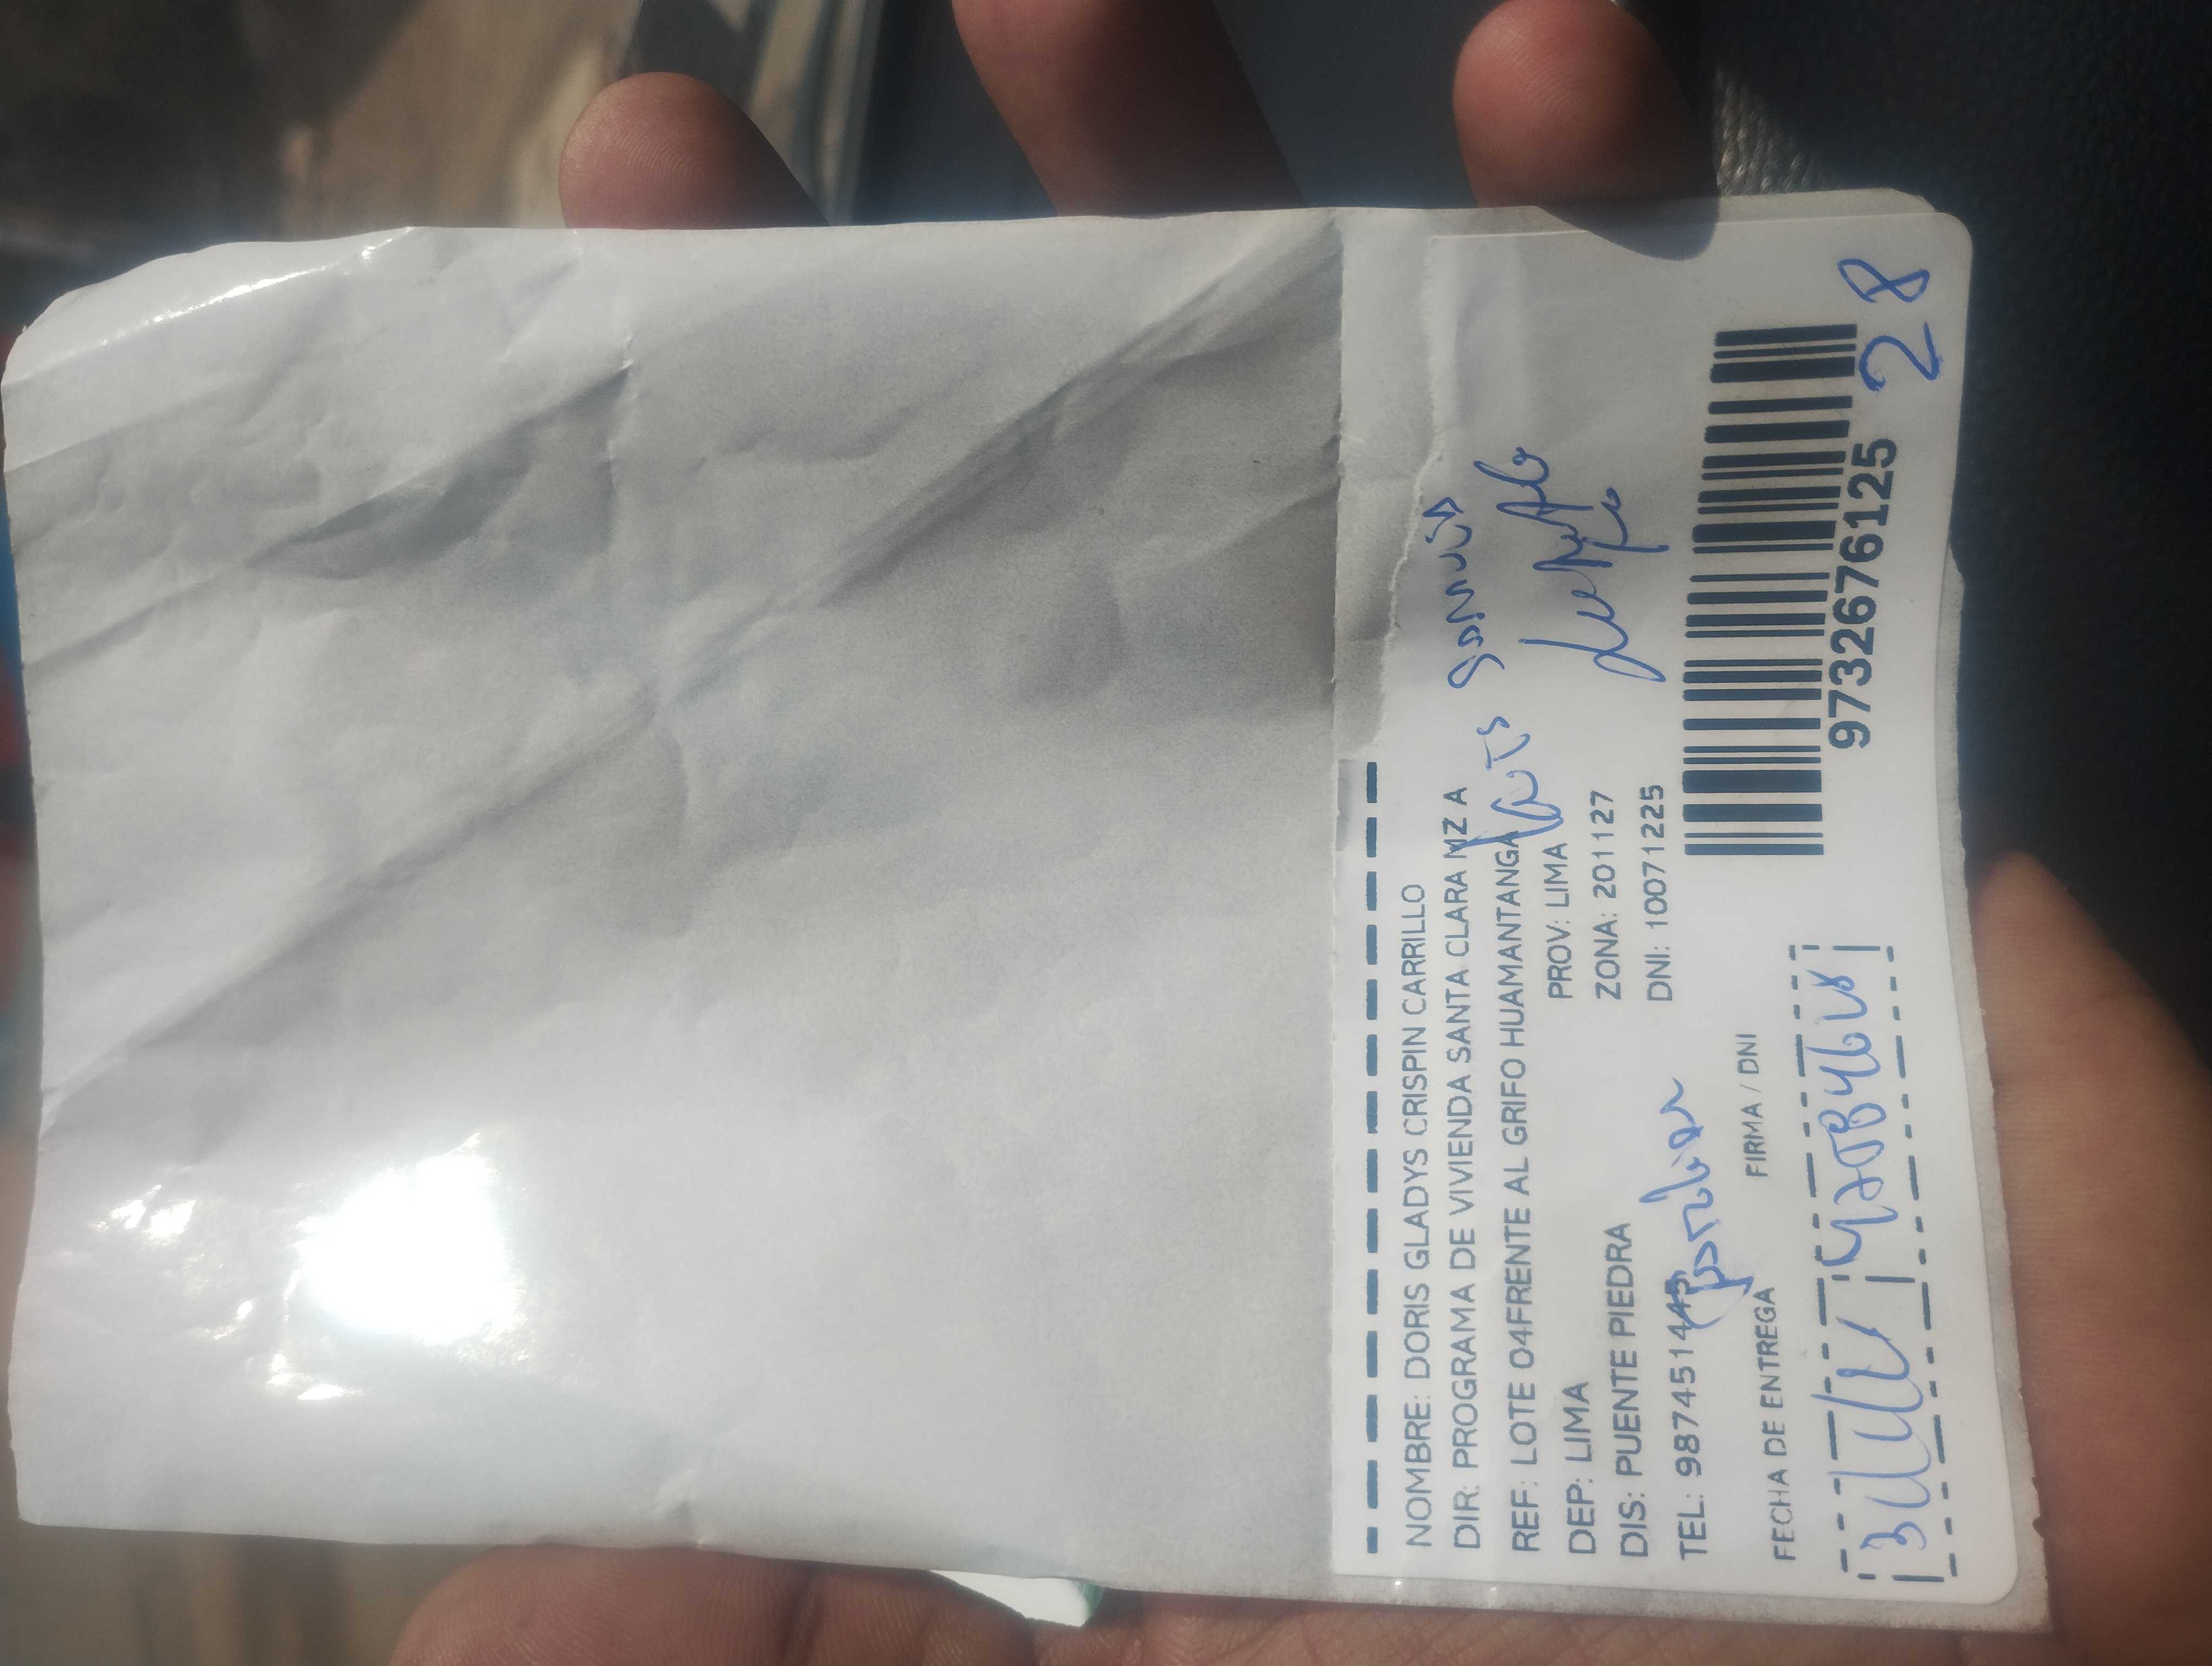 NOMBRE: DORIS GLADYS CRISPIN CARRILLO
DIR: PROGRAMA DE VIVIENDA SANTA CLARA MZ A
REF: LOTE 04FRENTE AL GRIFO HUAMANTANGA
DEP: LIMA PROV: LIMA
DIS: PUENTE PIEDRA ZONA: 201127
TEL: 987451443 DNI: 10071225
FECHA DE ENTREGA FIRMA / DNI
9732676125
28